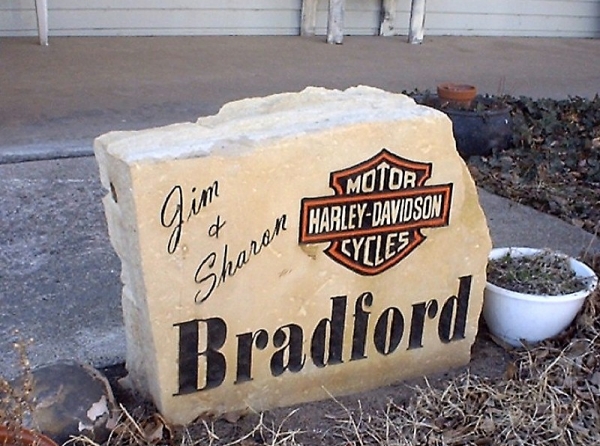 Jim
&
Sharon
MOTOR
HARLEY-DAVIDSON
CYCLES
Bradford